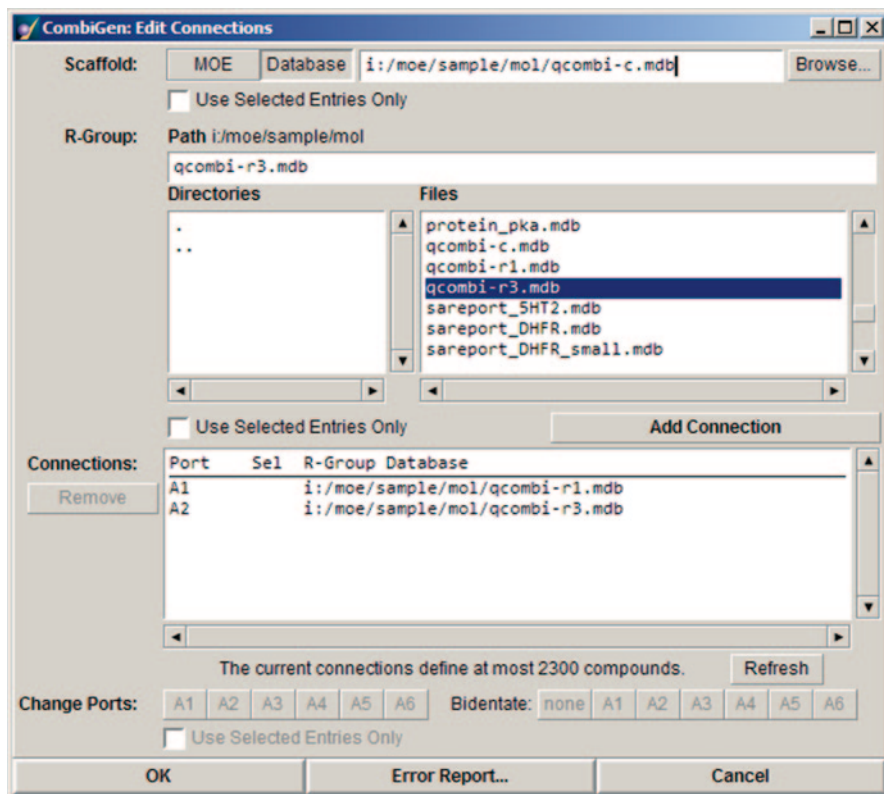 CombiGen: Edit Connections
Scaffold: MOE Database i:/moe/sample/mol/qcombi-c.mdb Browse...
Use Selected Entries Only
R-Group: Path i:/moe/sample/mol
qcombi-r3.mdb
Directories Files
. protein_pka.mdb
.. qcombi-c.mdb
qcombi-r1.mdb
qcombi-r3.mdb
sareport_5HT2.mdb
sareport_DHFR.mdb
sareport_DHFR_small.mdb
Use Selected Entries Only Add Connection
Connections: Port Sel R-Group Database
Remove A1 i:/moe/sample/mol/qcombi-r1.mdb
A2 i:/moe/sample/mol/qcombi-r3.mdb
The current connections define at most 2300 compounds. Refresh
Change Ports: A1 A2 A3 A4 A5 A6 Bidentate: none A1 A2 A3 A4 A5 A6
Use Selected Entries Only
OK Error Report... Cancel